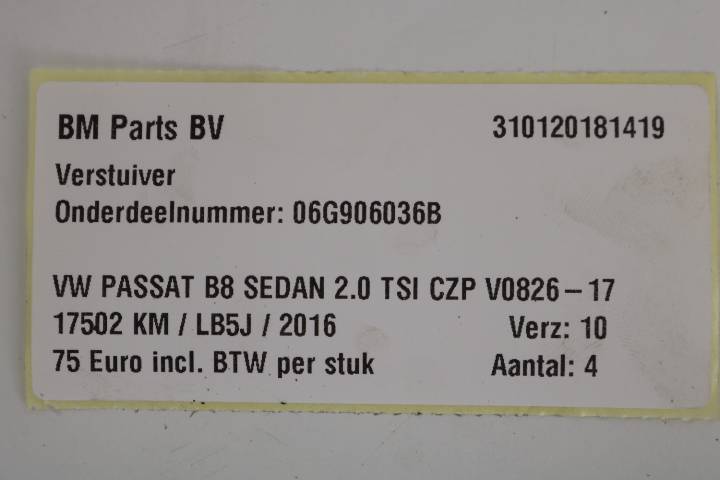 BM Parts BV 310120181419
Verstuiver
Onderdeelnummer: 06G906036B
VW PASSAT B8 SEDAN 2.0 TSI CZP V0826-17
17502 KM / LB5J / 2016 Verz: 10
75 Euro incl. BTW per stuk Aantal: 4